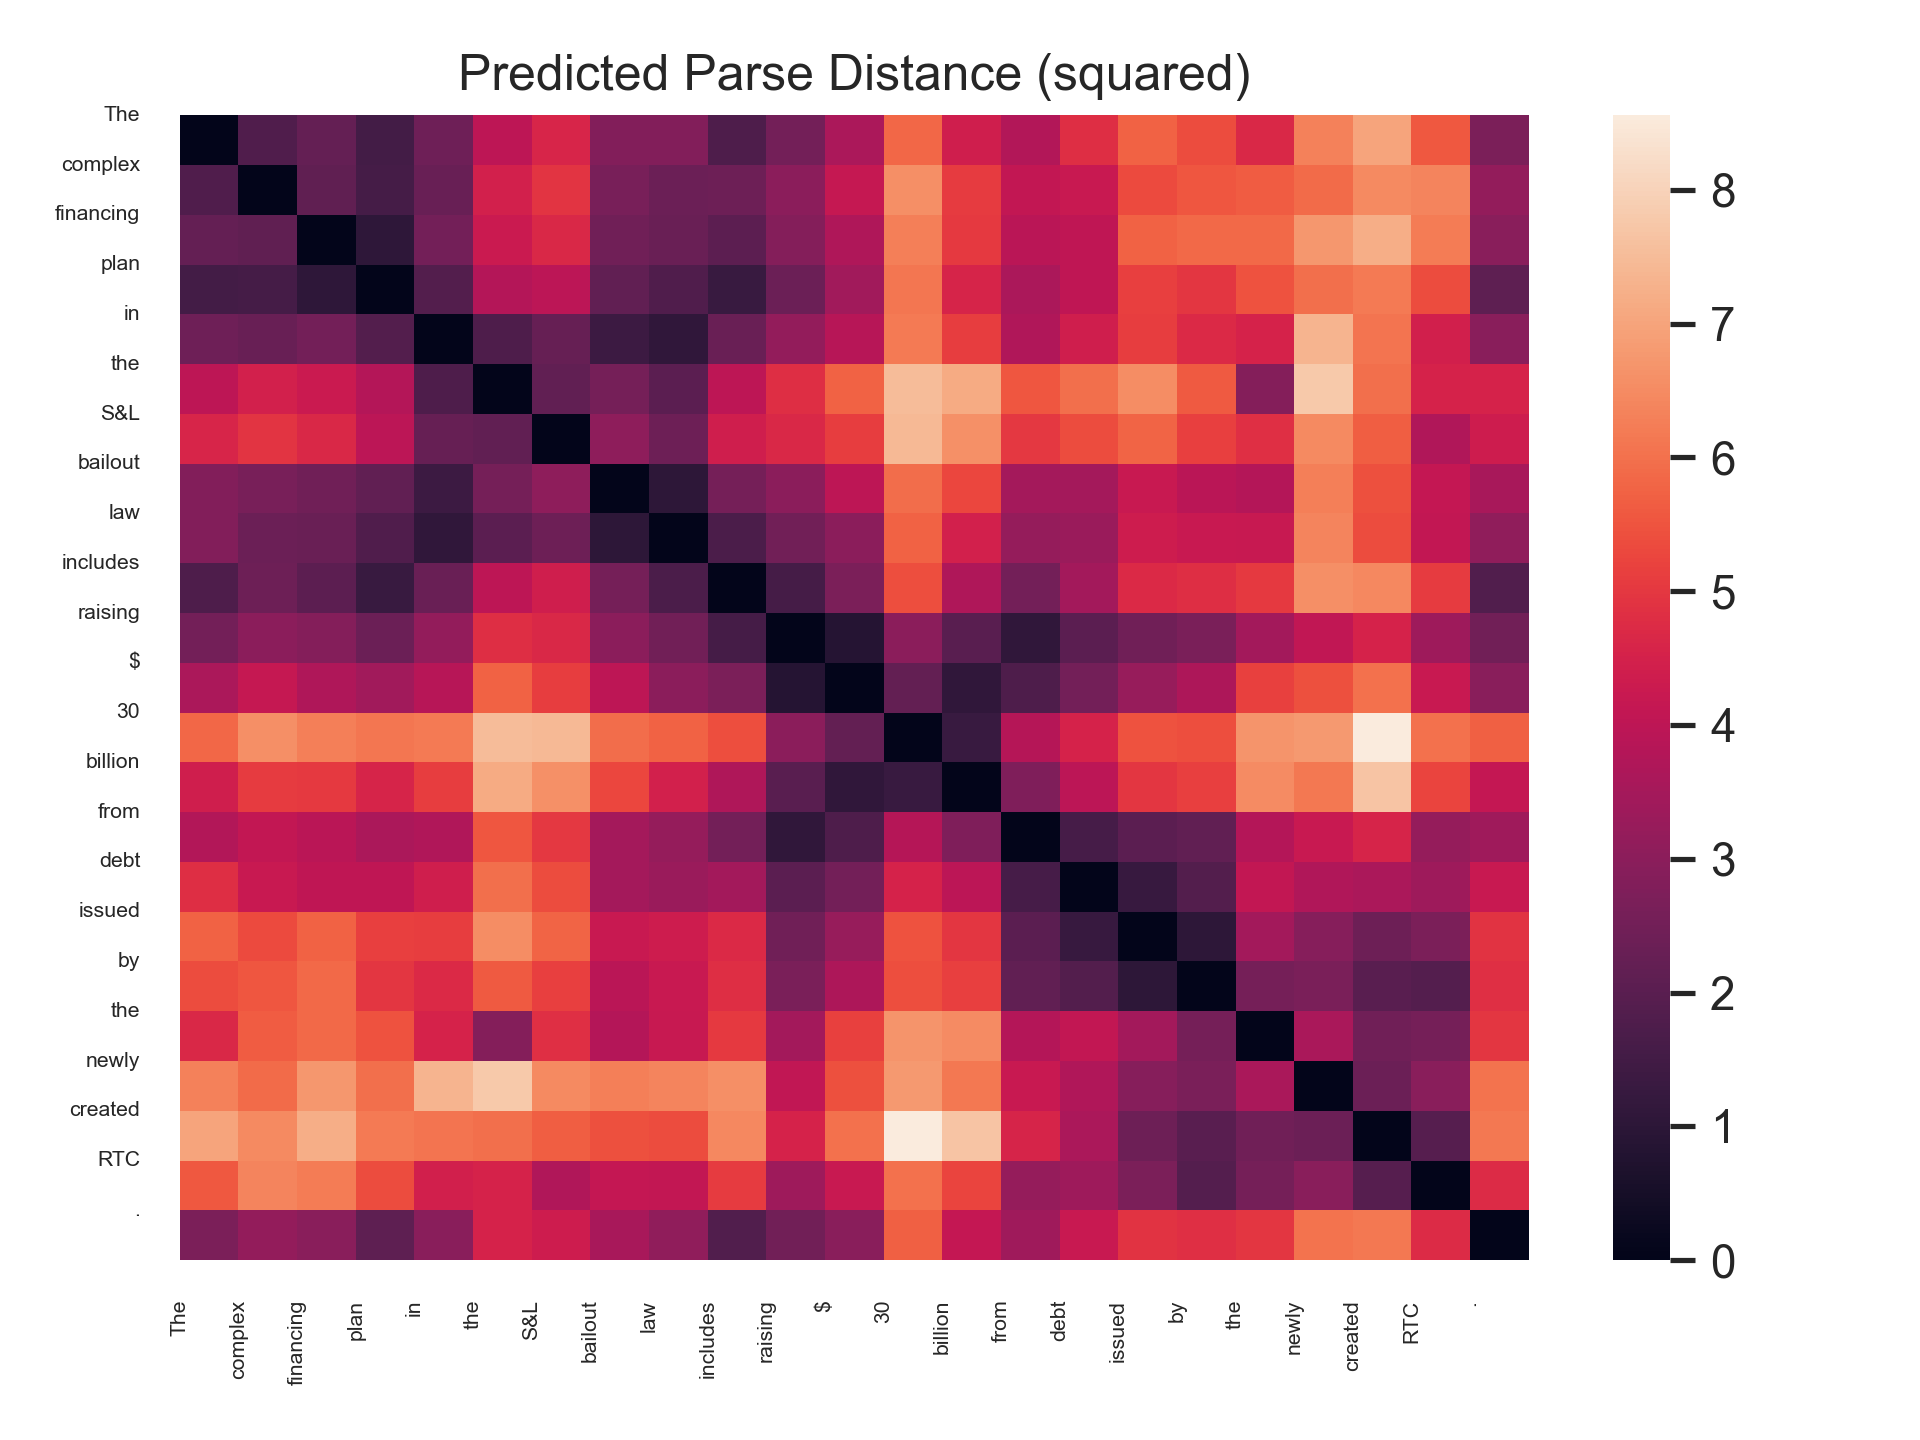 Predicted Parse Distance (squared)
The
complex
financing
plan
in
the
S&L
bailout
law
includes
raising
$
30
billion
from
debt
issued
by
the
newly
created
RTC
.
8
7
6
5
4
3
2
1
0
The
complex
financing
plan
in
the
S&L
bailout
law
includes
raising
$
30
billion
from
debt
issued
by
the
newly
created
RTC
.